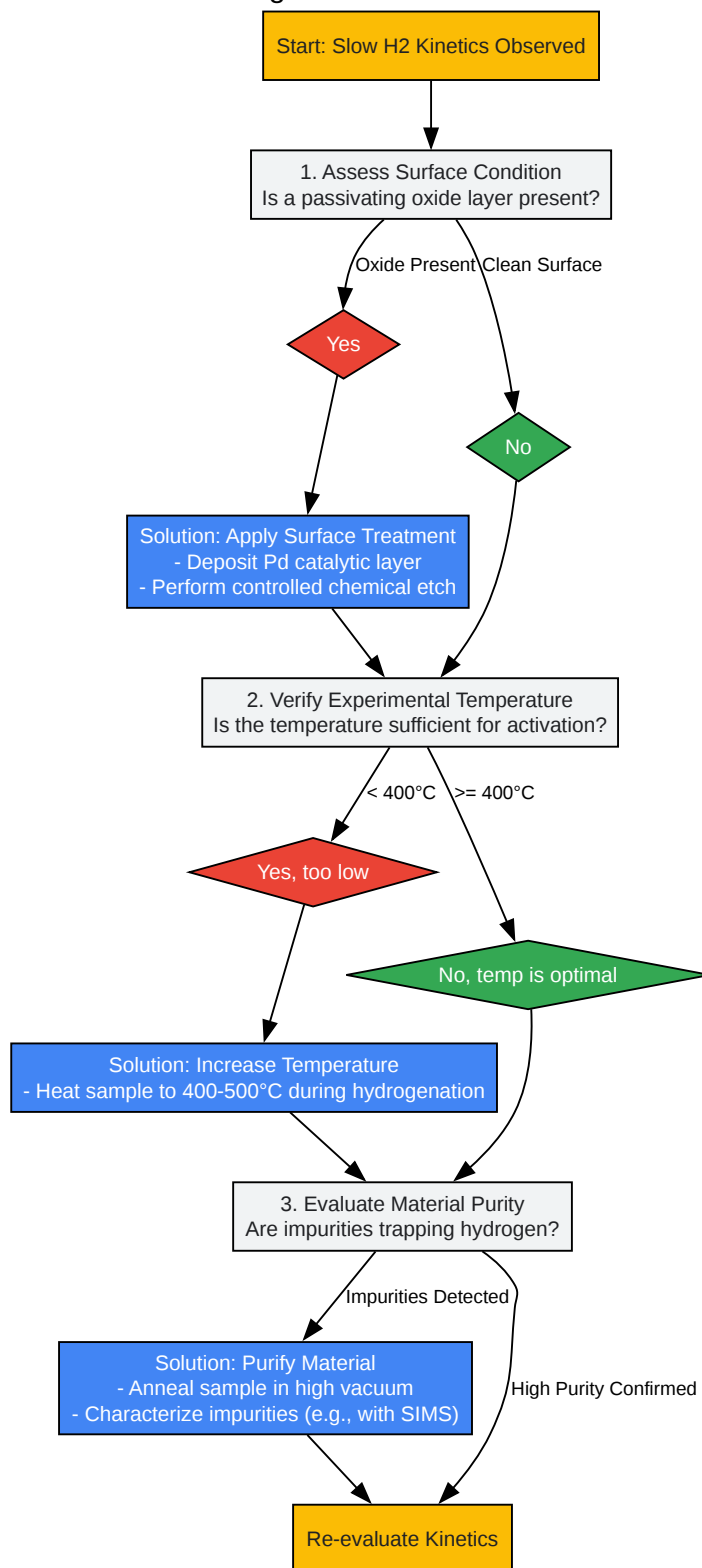 Start: Slow H2 Kinetics Observed
1. Assess Surface Condition
Is a passivating oxide layer present?
Oxide Present
Clean Surface
Yes
No
Solution: Apply Surface Treatment
- Deposit Pd catalytic layer
- Perform controlled chemical etch
2. Verify Experimental Temperature
Is the temperature sufficient for activation?
< 400°C
>= 400°C
Yes, too low
No, temp is optimal
Solution: Increase Temperature
- Heat sample to 400-500°C during hydrogenation
3. Evaluate Material Purity
Are impurities trapping hydrogen?
Impurities Detected
Solution: Purify Material
- Anneal sample in high vacuum
- Characterize impurities (e.g., with SIMS)
High Purity Confirmed
Re-evaluate Kinetics